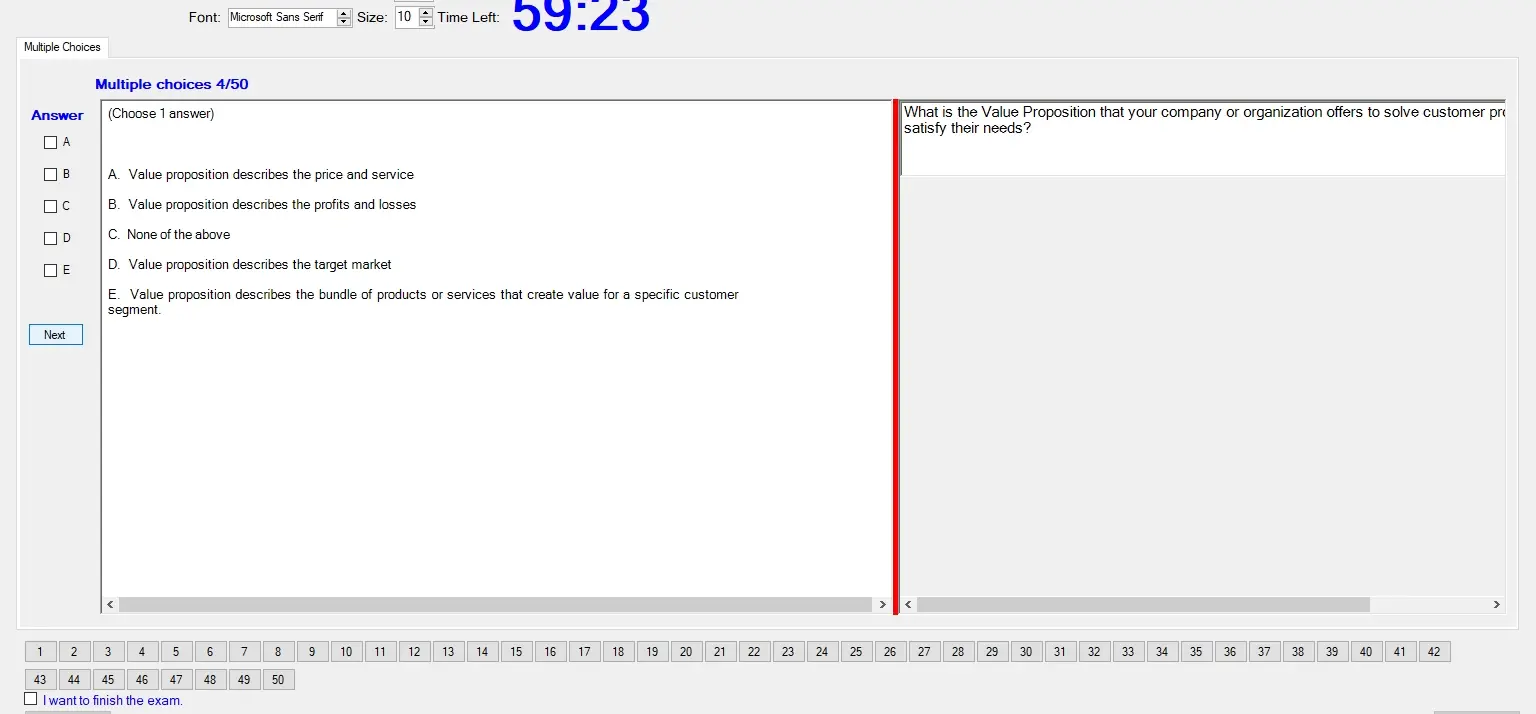 Font: Microsoft Sans Serif Size: 10 Time Left: 59:23
Multiple Choices
Multiple choices 4/50
Answer
A
B
C
D
E
Next
(Choose 1 answer)
A. Value proposition describes the price and service
B. Value proposition describes the profits and losses
C. None of the above
D. Value proposition describes the target market
E. Value proposition describes the bundle of products or services that create value for a specific customer
segment.
What is the Value Proposition that your company or organization offers to solve customer
satisfy their needs?
1 2 3 4 5 6 7 8 9 10 11 12 13 14 15 16 17 18 19 20 21 22 23 24 25 26 27 28 29 30 31 32 33 34 35 36 37 38 39 40 41 42
43 44 45 46 47 48 49 50
I want to finish the exam.